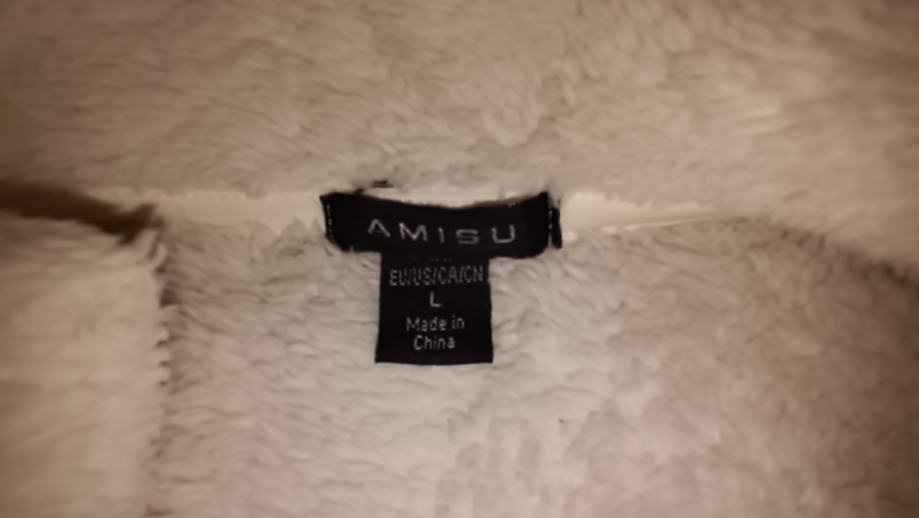 AMISU
EU/US/CA/CN
L
Made in
China